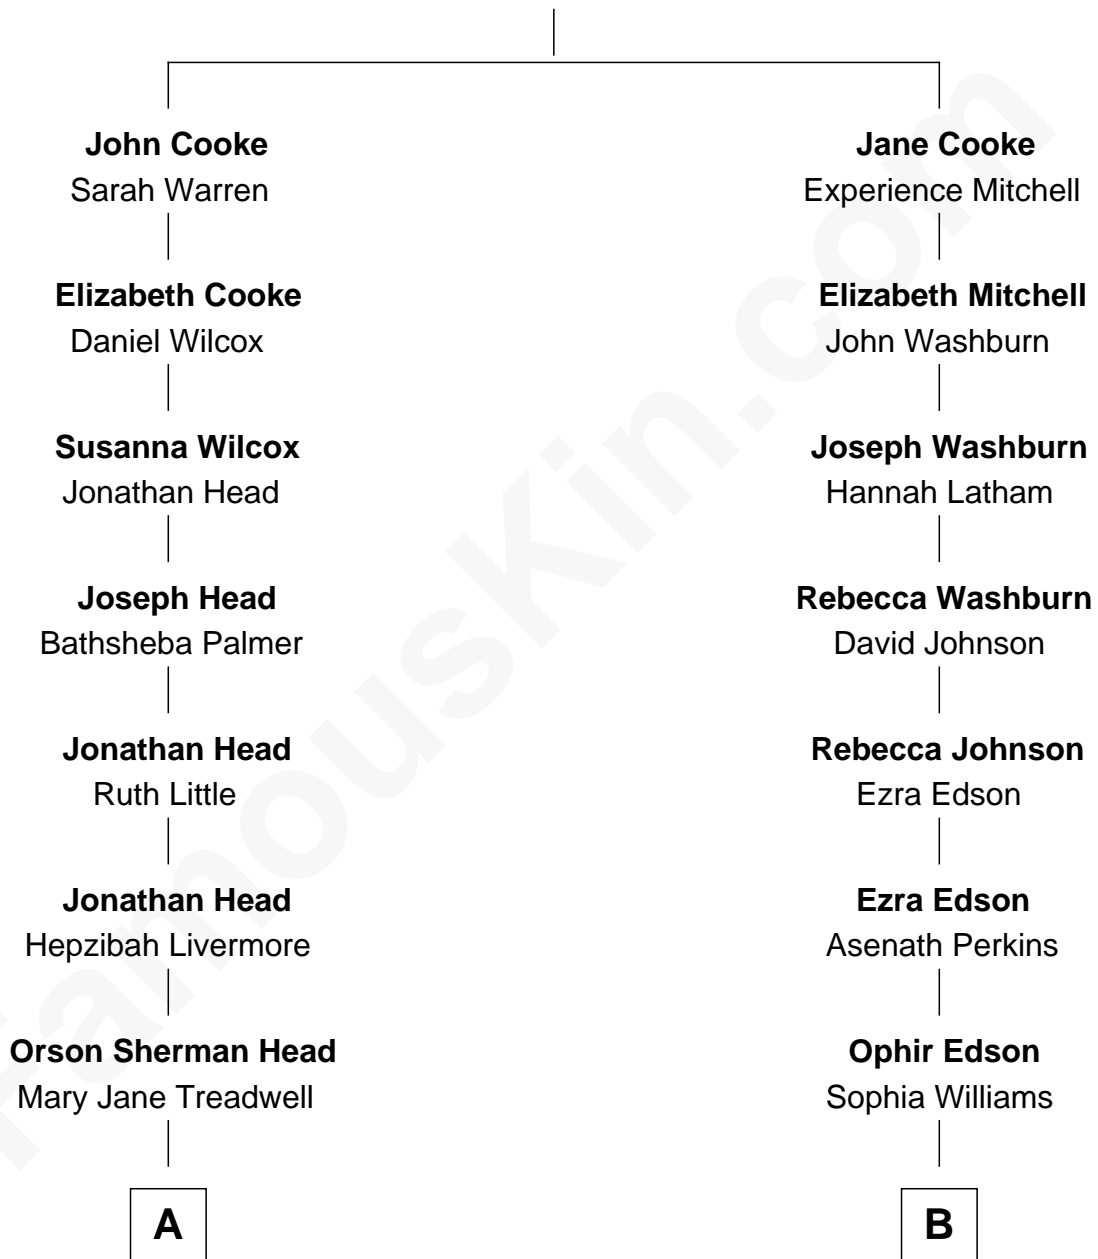 John Cooke
Sarah Warren
Jane Cooke
Experience Mitchell
Elizabeth Cooke
Daniel Wilcox
Elizabeth Mitchell
John Washburn
Susanna Wilcox
Jonathan Head
Joseph Washburn
Hannah Latham
Joseph Head
Bathsheba Palmer
Rebecca Washburn
David Johnson
Jonathan Head
Ruth Little
Rebecca Johnson
Ezra Edson
Jonathan Head
Hepzibah Livermore
Ezra Edson
Asenath Perkins
Orson Sherman Head
Mary Jane Treadwell
Ophir Edson
Sophia Williams
A
B
FamousKin.com